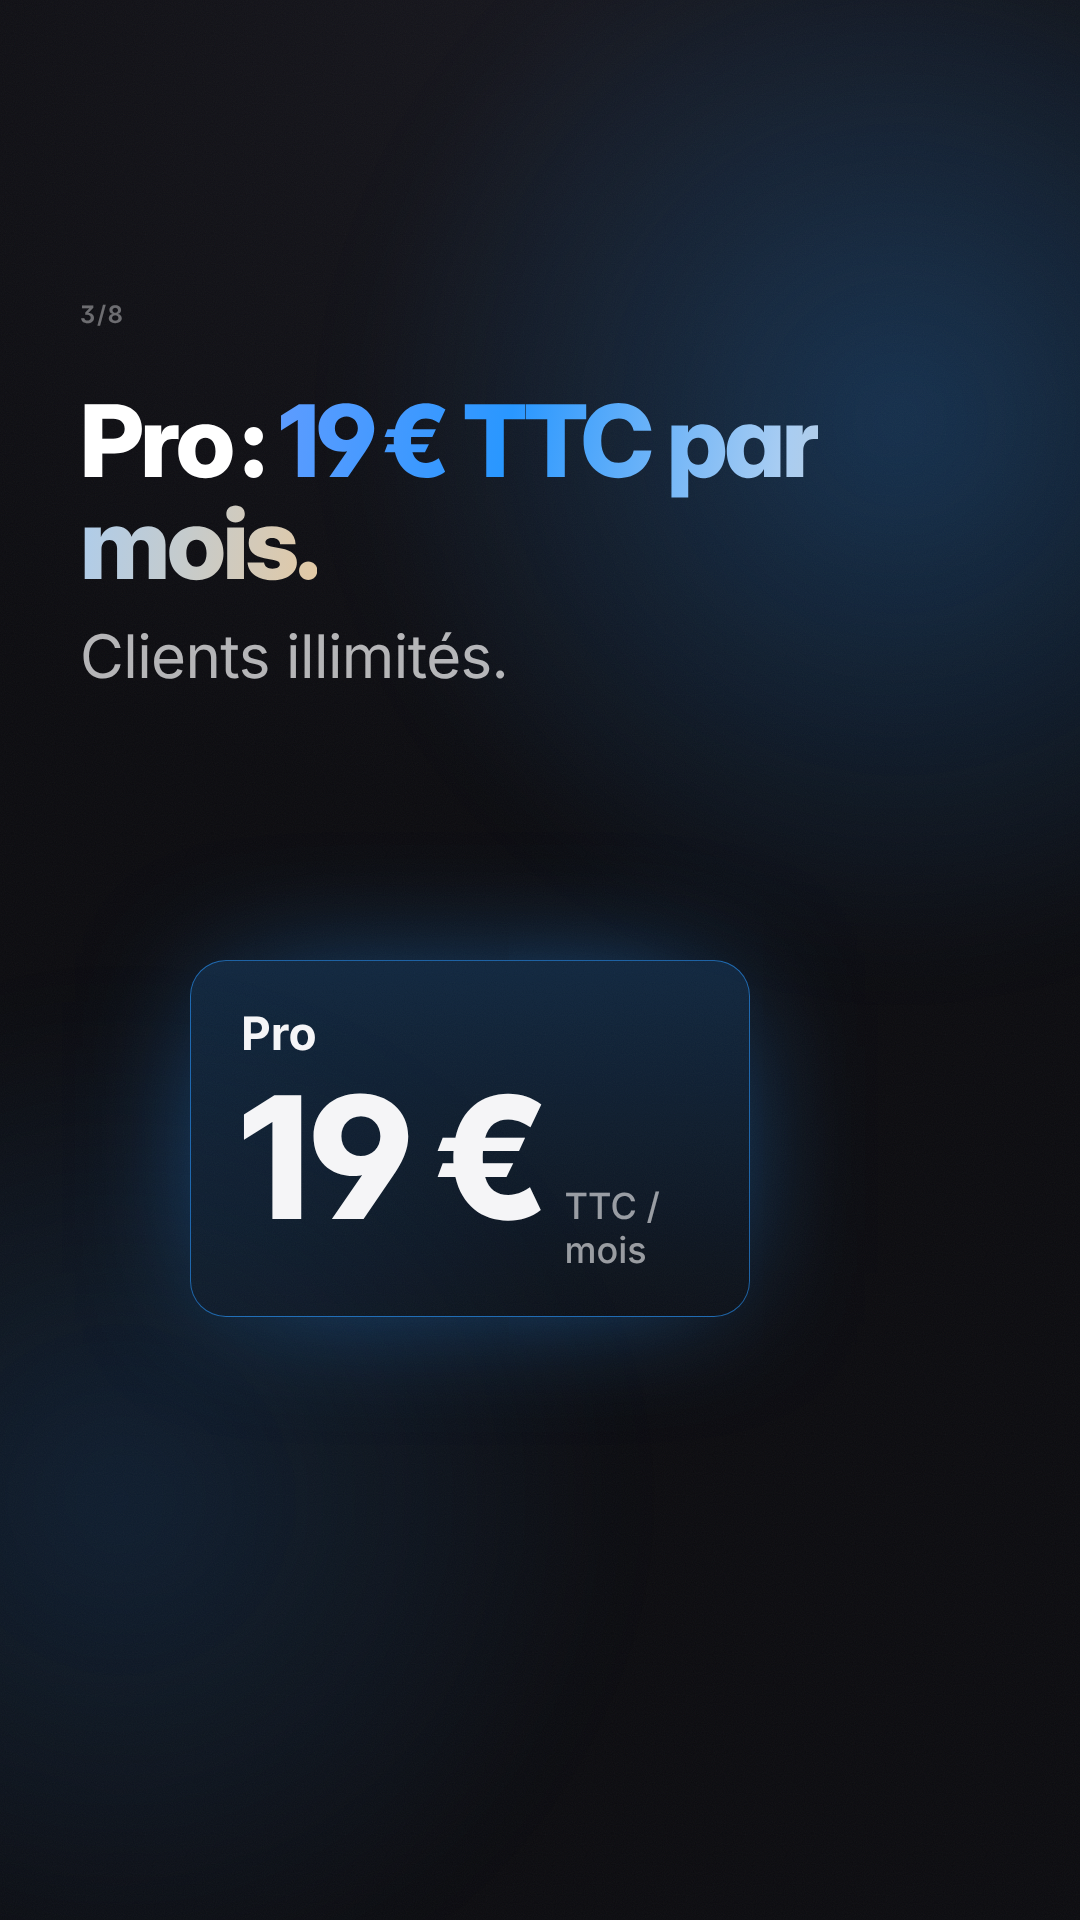 3/8
Pro : 19 € TTC par
mois.
Clients illimités.
Pro
19 € TTC /
mois